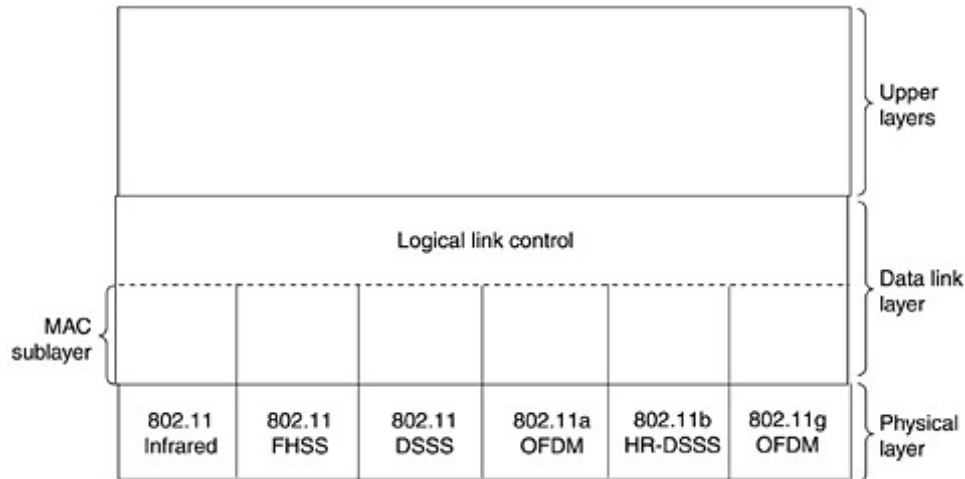 Upper
layers
Logical link control
Data link
layer
MAC
sublayer
802.11
Infrared
802.11
FHSS
802.11
DSSS
802.11a
OFDM
802.11b
HR-DSSS
802.11g
OFDM
Physical
layer